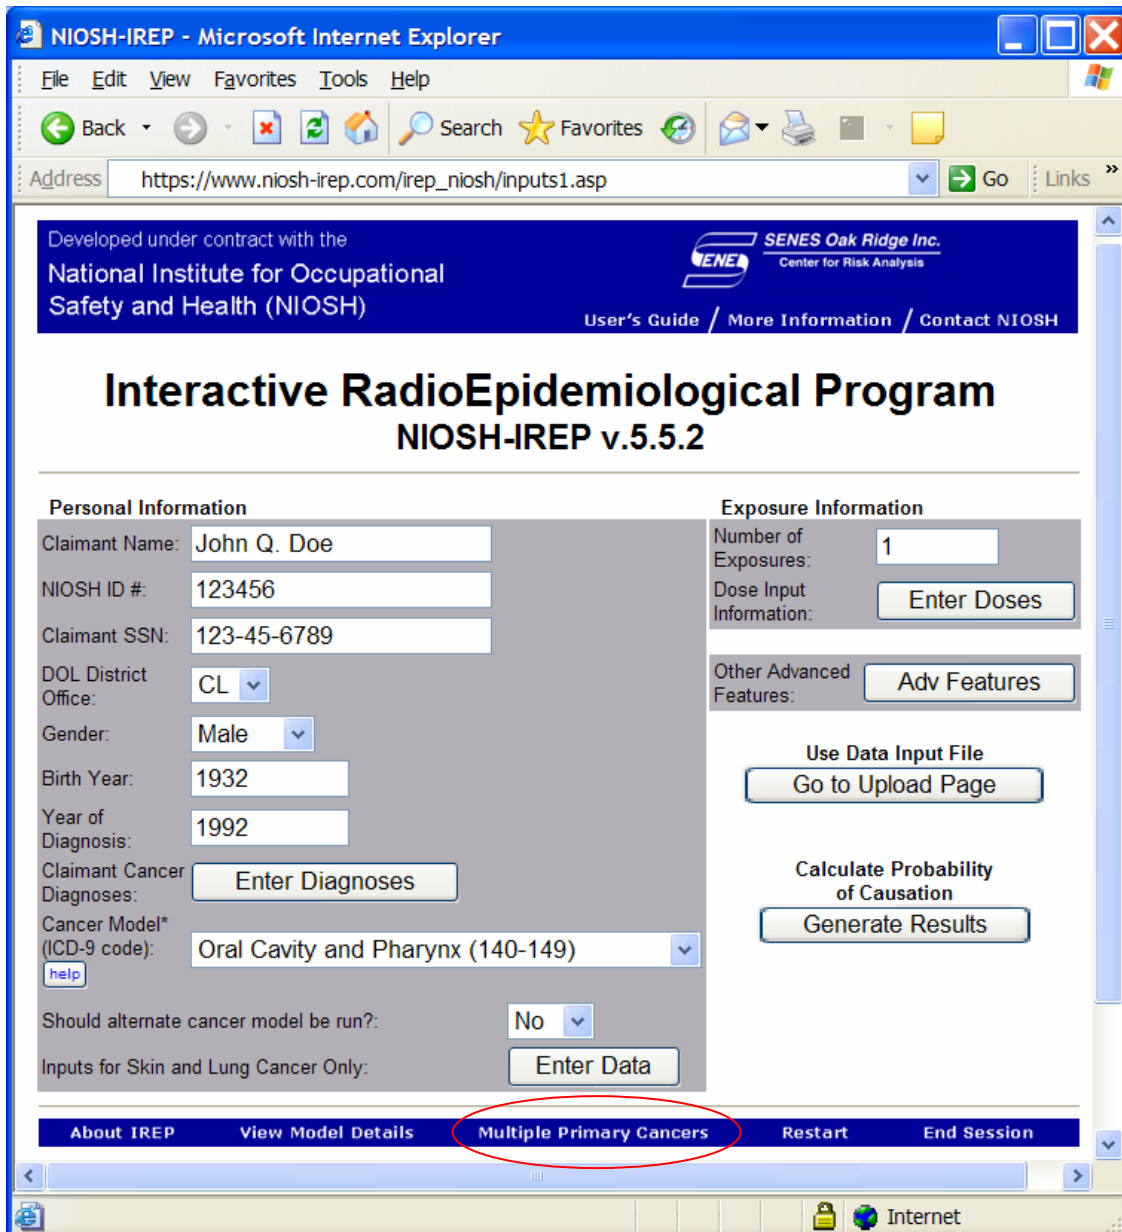 NIOSH-IREP - Microsoft Internet Explorer
File Edit View Favorites Tools Help
Back Search Favorites
Address https://www.niosh-irep.com/irep_niosh/inputs1.asp Go Links »
Developed under contract with the
National Institute for Occupational
Safety and Health (NIOSH)
SENES
SENES Oak Ridge Inc.
Center for Risk Analysis
User's Guide / More Information / Contact NIOSH
Interactive RadioEpidemiological Program
NIOSH-IREP v.5.5.2
Personal Information
Claimant Name: John Q. Doe
NIOSH ID #: 123456
Claimant SSN: 123-45-6789
DOL District
Office: CL
Gender: Male
Birth Year: 1932
Year of
Diagnosis: 1992
Claimant Cancer
Diagnoses: Enter Diagnoses
Cancer Model*
(ICD-9 code): Oral Cavity and Pharynx (140-149)
help
Should alternate cancer model be run?: No
Inputs for Skin and Lung Cancer Only: Enter Data
Exposure Information
Number of
Exposures: 1
Dose Input
Information: Enter Doses
Other Advanced
Features: Adv Features
Use Data Input File
Go to Upload Page
Calculate Probability
of Causation
Generate Results
About IREP View Model Details Multiple Primary Cancers Restart End Session
Internet